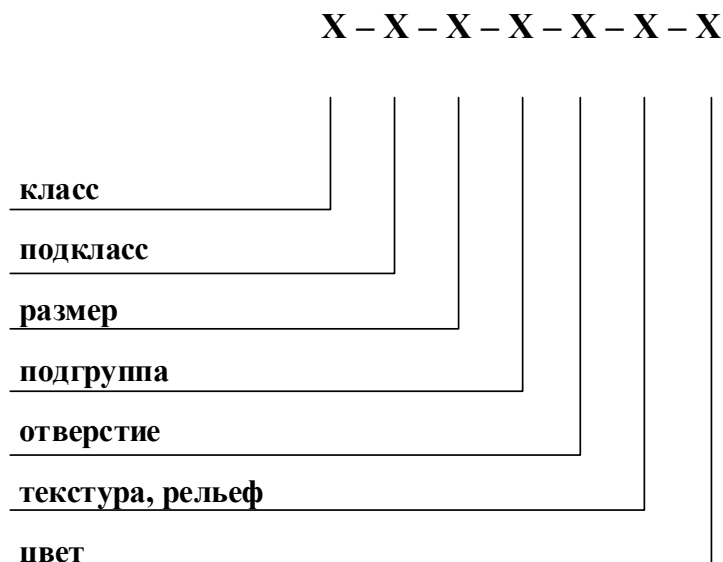 X – X – X – X – X – X – X
класс
подкласс
размер
подгруппа
отверстие
текстура, рельеф
цвет